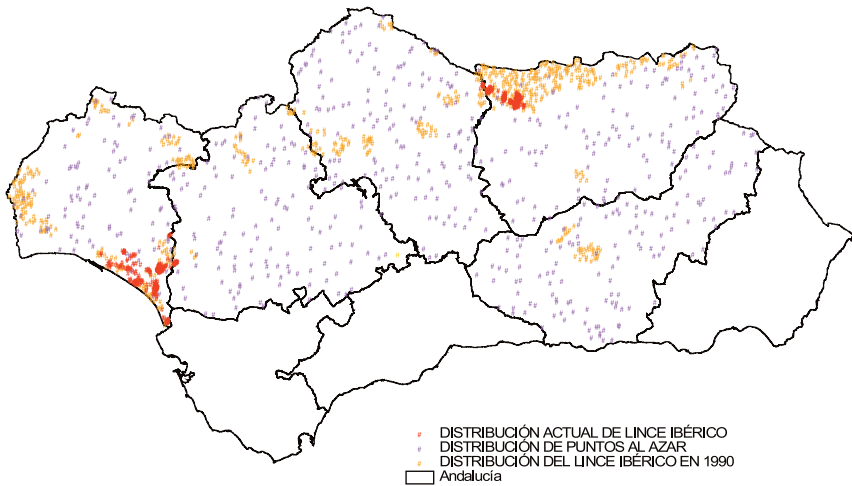 DISTRIBUCIÓN ACTUAL DE LINCE IBÉRICO
DISTRIBUCIÓN DE PUNTOS AL AZAR
DISTRIBUCIÓN DEL LINCE IBÉRICO EN 1990
Andalucía